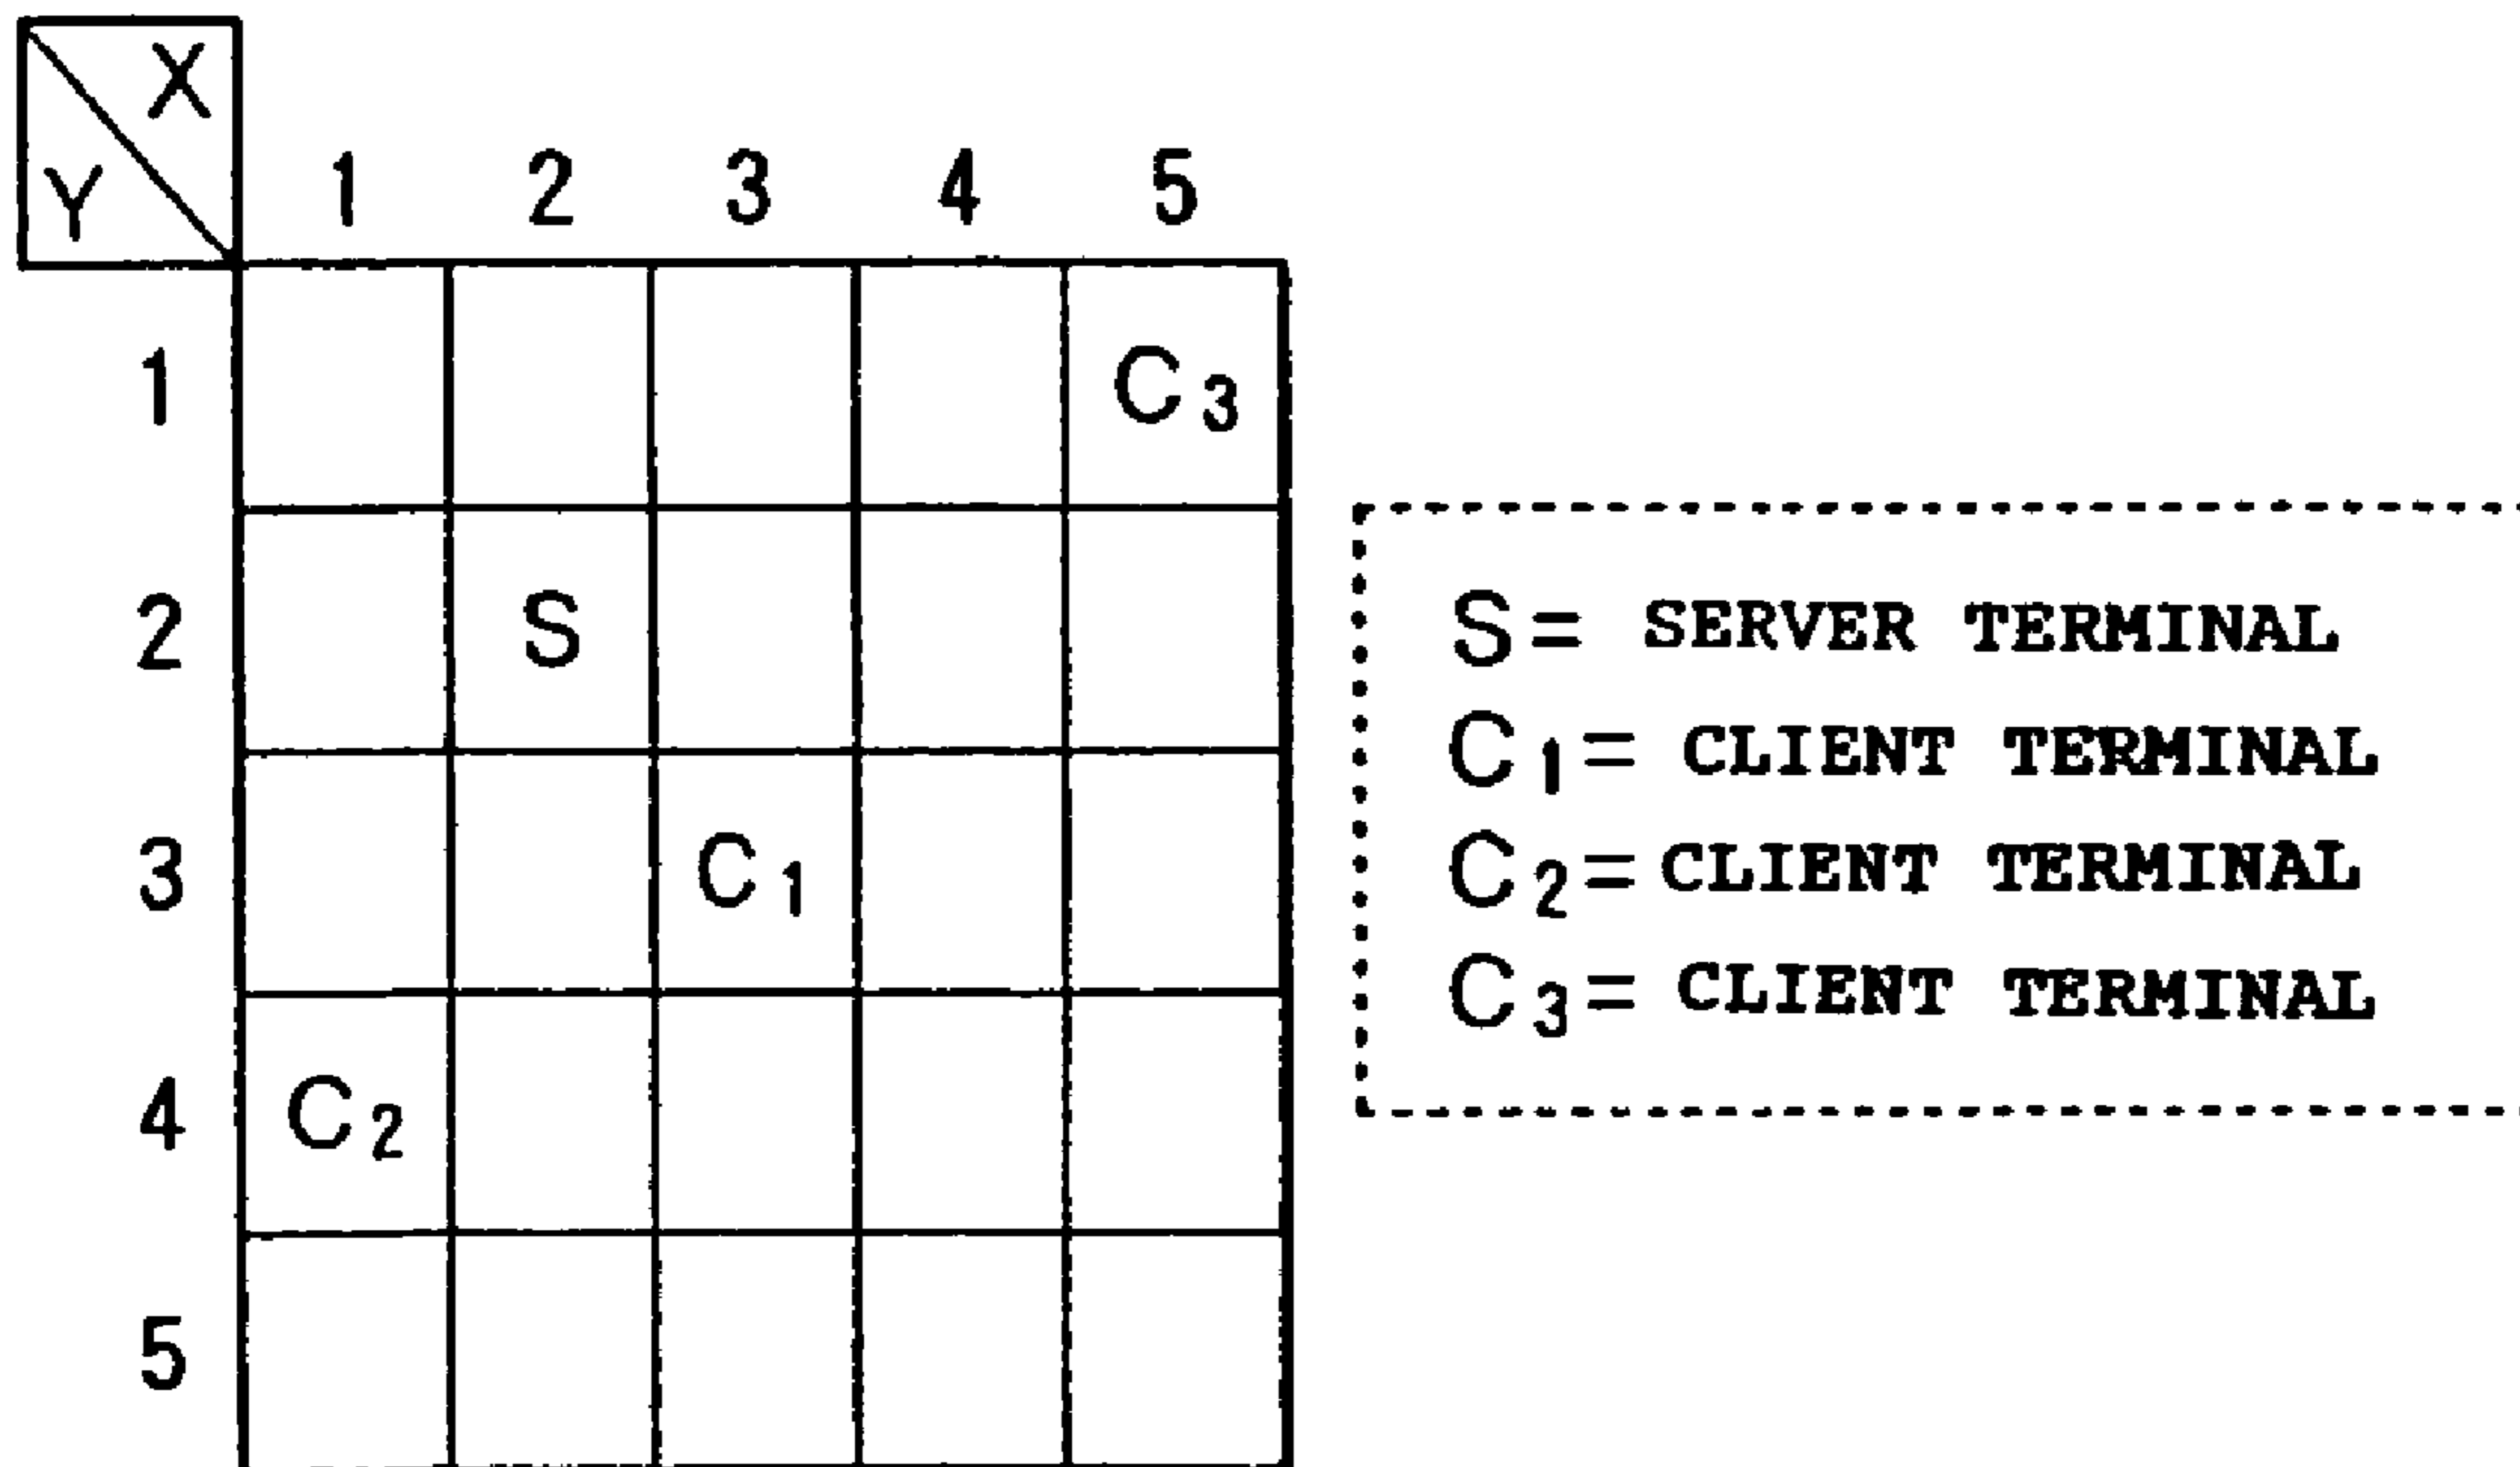 X
Y
1 2 3 4 5
1 C3
2 S
3 C1
4 C2
5
S= SERVER TERMINAL
C1= CLIENT TERMINAL
C2= CLIENT TERMINAL
C3= CLIENT TERMINAL